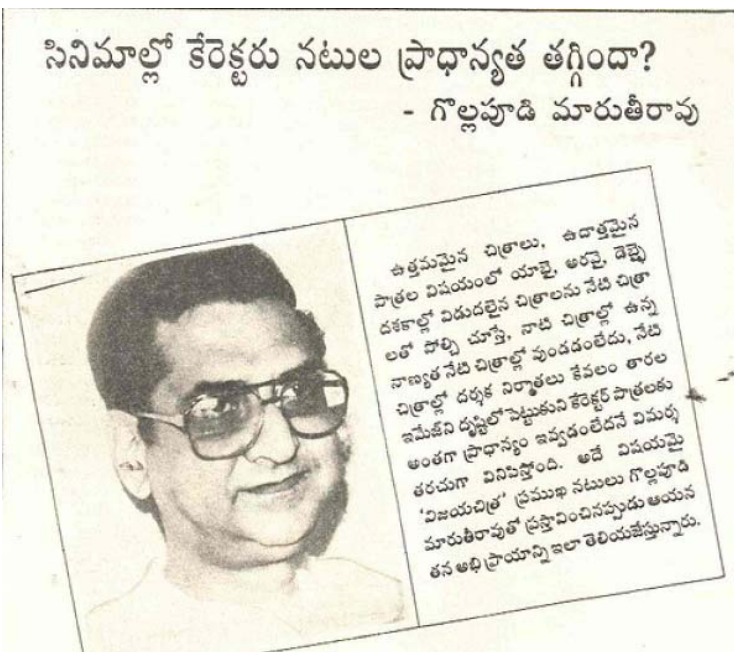 సినిమాల్లో కేరెక్టరు నటుల ప్రాధాన్యత తగ్గిందా?
- గొల్లపూడి మారుతీరావు
ఉత్తమమైన చిత్రాలు, ఉదాత్తమైన
పాత్రల విషయంలో యాభై, అరవై, డెబ్భై
దశకాల్లో విడుదలైన చిత్రాలను నేటి చిత్రా
లతో పోల్చి చూస్తే, నాటి చిత్రాల్లో ఉన్న
నాణ్యత నేటి చిత్రాల్లో వుండడంలేదు, నేటి
చిత్రాల్లో దర్శక నిర్మాతలు కేవలం తారల
ఇమేజ్‌ని దృష్టిలో పెట్టుకుని కేరెక్టర్ పాత్రలకు
అంతగా ప్రాధాన్యం ఇవ్వడంలేదనే విమర్శ
తరచుగా వినిపిస్తోంది. అదే విషయమై
'విజయచిత్ర' ప్రముఖ నటులు గొల్లపూడి
మారుతీరావుతో ప్రస్తావించినప్పుడు ఆయన
తన అభి ప్రాయాన్ని ఇలా తెలియజేస్తున్నారు.